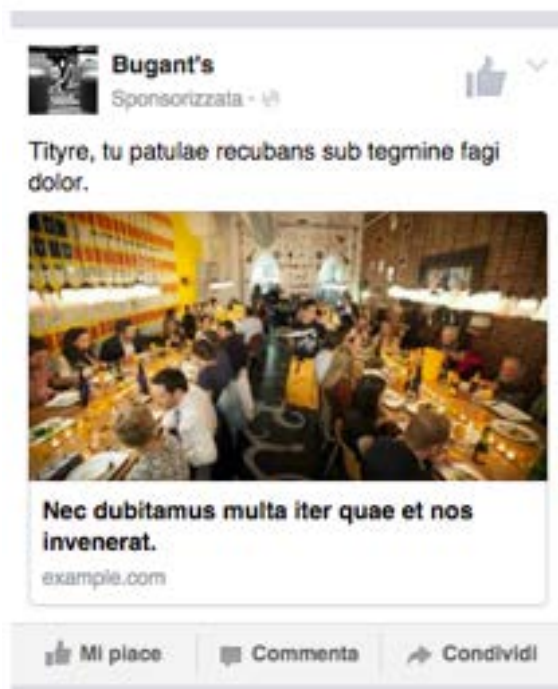 Bugant's
Sponsorizzata
Tityre, tu patulae recubans sub tegmine fagi
dolor.
Nec dubitamus multa iter quae et nos
invenerat.
example.com
Mi piace
Commenta
Condividi